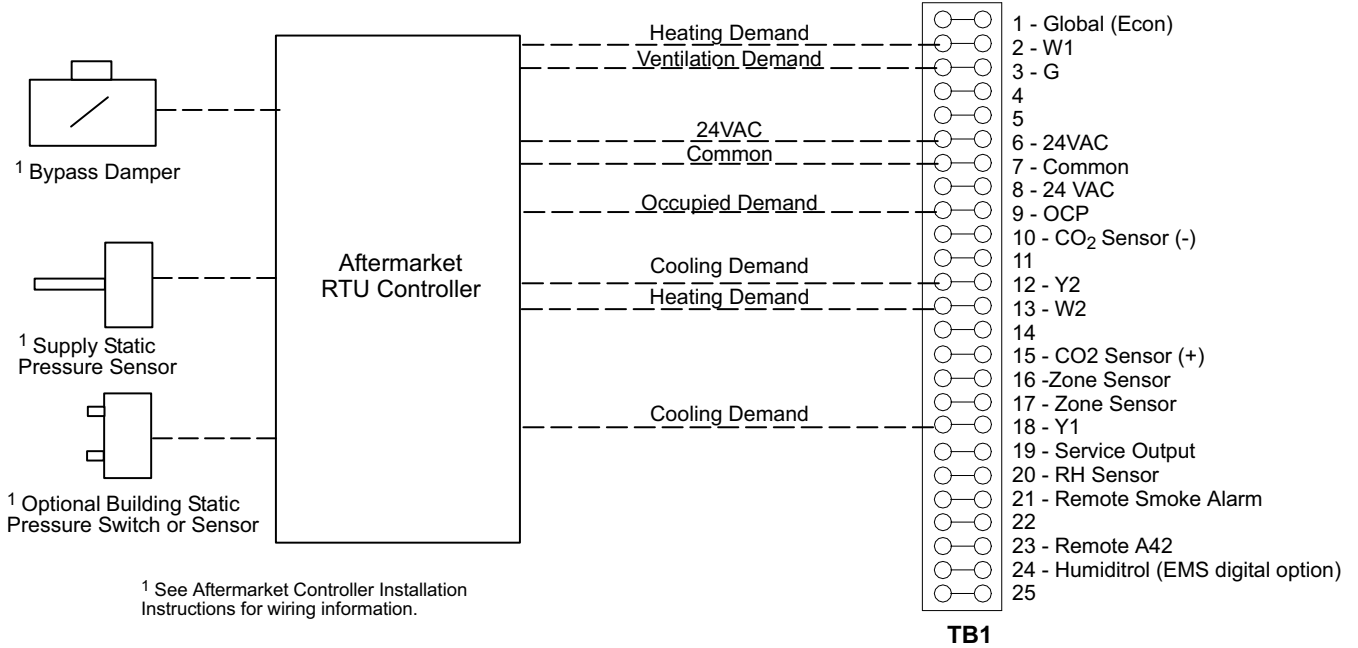 1 Bypass Damper
1 Supply Static
Pressure Sensor
1 Optional Building Static
Pressure Switch or Sensor
Aftermarket
RTU Controller
1 See Aftermarket Controller Installation
Instructions for wiring information.
Heating Demand
Ventilation Demand
24VAC
Common
Occupied Demand
Cooling Demand
Heating Demand
Cooling Demand
1 - Global (Econ)
2 - W1
3 - G
4
5
6 - 24VAC
7 - Common
8 - 24 VAC
9 - OCP
10 - CO2 Sensor (-)
11
12 - Y2
13 - W2
14
15 - CO2 Sensor (+)
16 -Zone Sensor
17 - Zone Sensor
18 - Y1
19 - Service Output
20 - RH Sensor
21 - Remote Smoke Alarm
22
23 - Remote A42
24 - Humiditrol (EMS digital option)
25
TB1